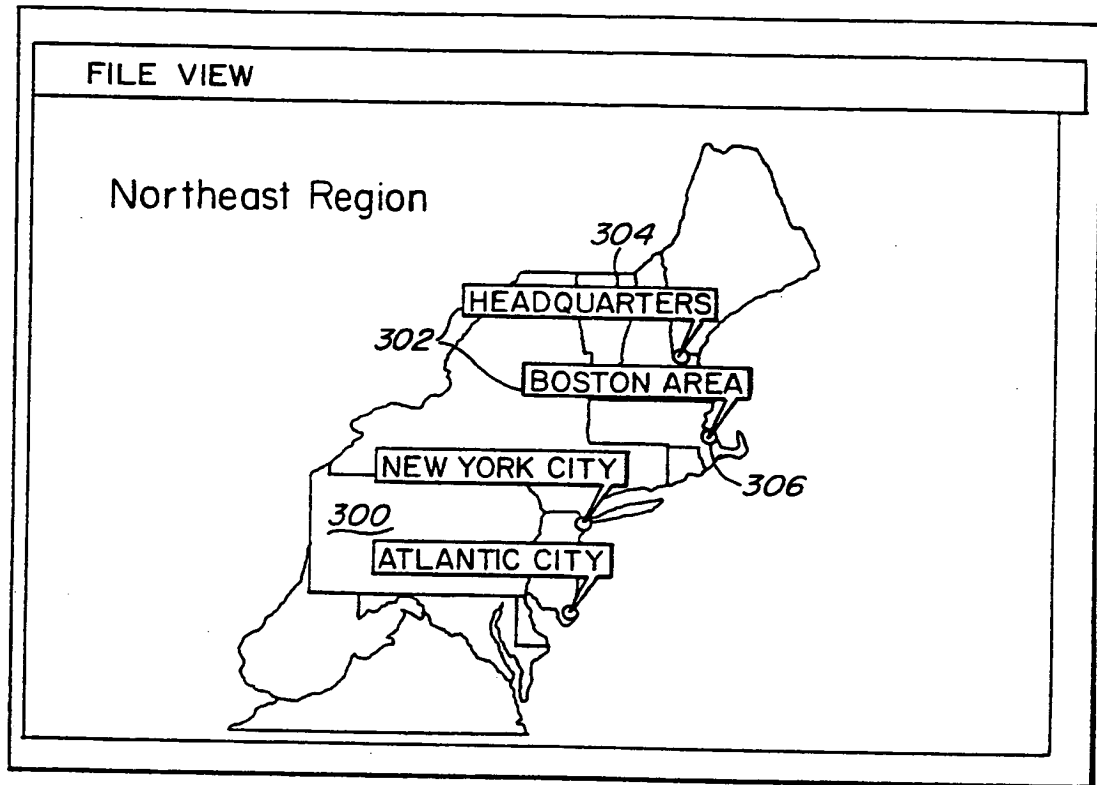 FILE VIEW
Northeast Region
304
HEADQUARTERS
302
BOSTON AREA
NEW YORK CITY
306
300
ATLANTIC CITY